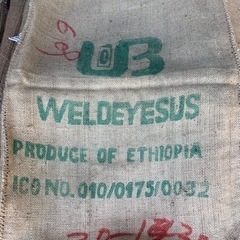 UB
WELDEYESUS
PRODUCE OF ETHIOPIA
ICO NO. 010/0175/0032